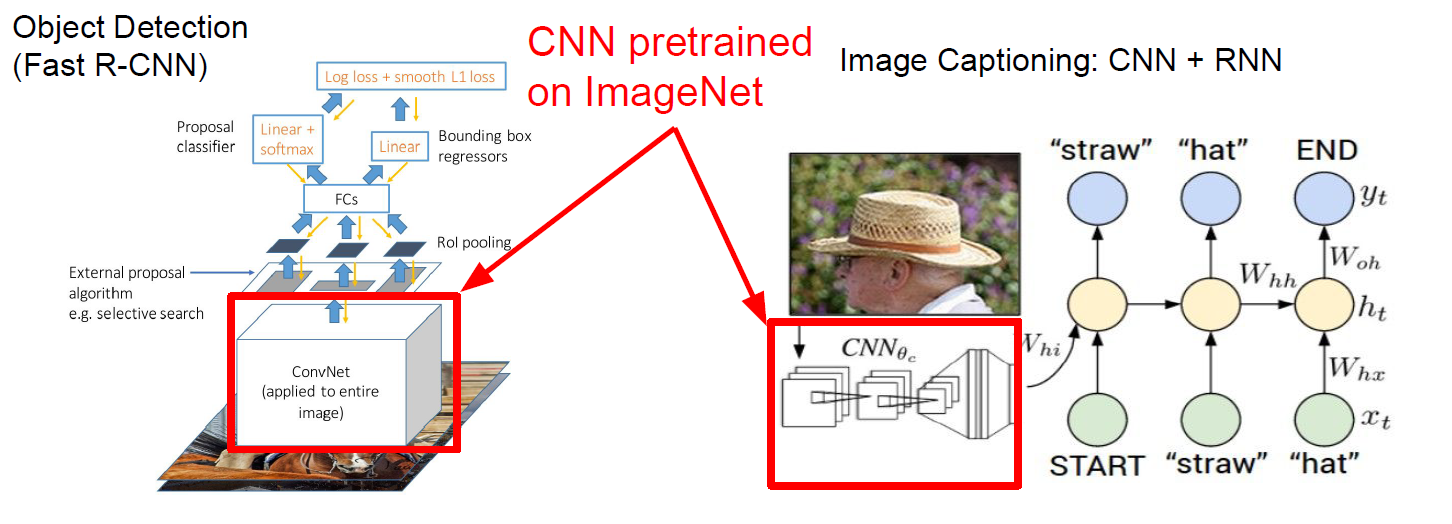 Object Detection
(Fast R-CNN)
CNN pretrained
on ImageNet
Image Captioning: CNN + RNN
Log loss + smooth L1 loss
Proposal
classifier
Linear +
softmax
Linear
Bounding box
regressors
FCs
RoI pooling
External proposal
algorithm
e.g. selective search
ConvNet
(applied to entire
image)
CNN_θc
W_hi
“straw”
“hat”
END
y_t
W_oh
W_hh
h_t
W_hx
x_t
START
“straw”
“hat”